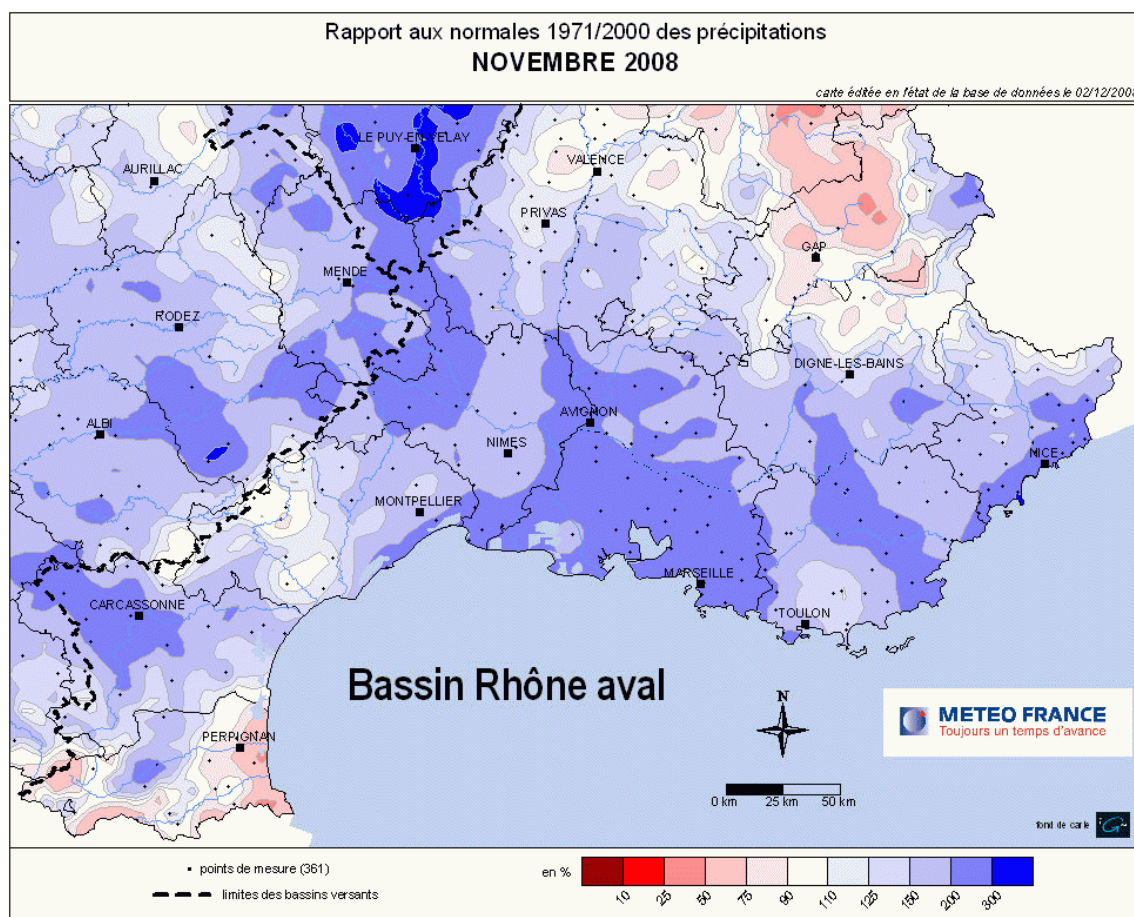 Rapport aux normales 1971/2000 des précipitations
NOVEMBRE 2008
carte éditée en l'état de la base de données le 02/12/2008
LE PUY-EN-VELAY
AURILLAC
VALENCE
PRIVAS
GAP
MENDE
RODEZ
DIGNE-LES-BAINS
AVIGNON
ALBI
NIMES
NICE
MONTPELLIER
MARSEILLE
CARCASSONNE
TOULON
Bassin Rhône aval
N
METEO FRANCE
Toujours un temps d'avance
PERPIGNAN
0 km 25 km 50 km
fond de carte
points de mesure (361)
limites des bassins versants
en %
10 25 50 75 90 110 125 150 200 300